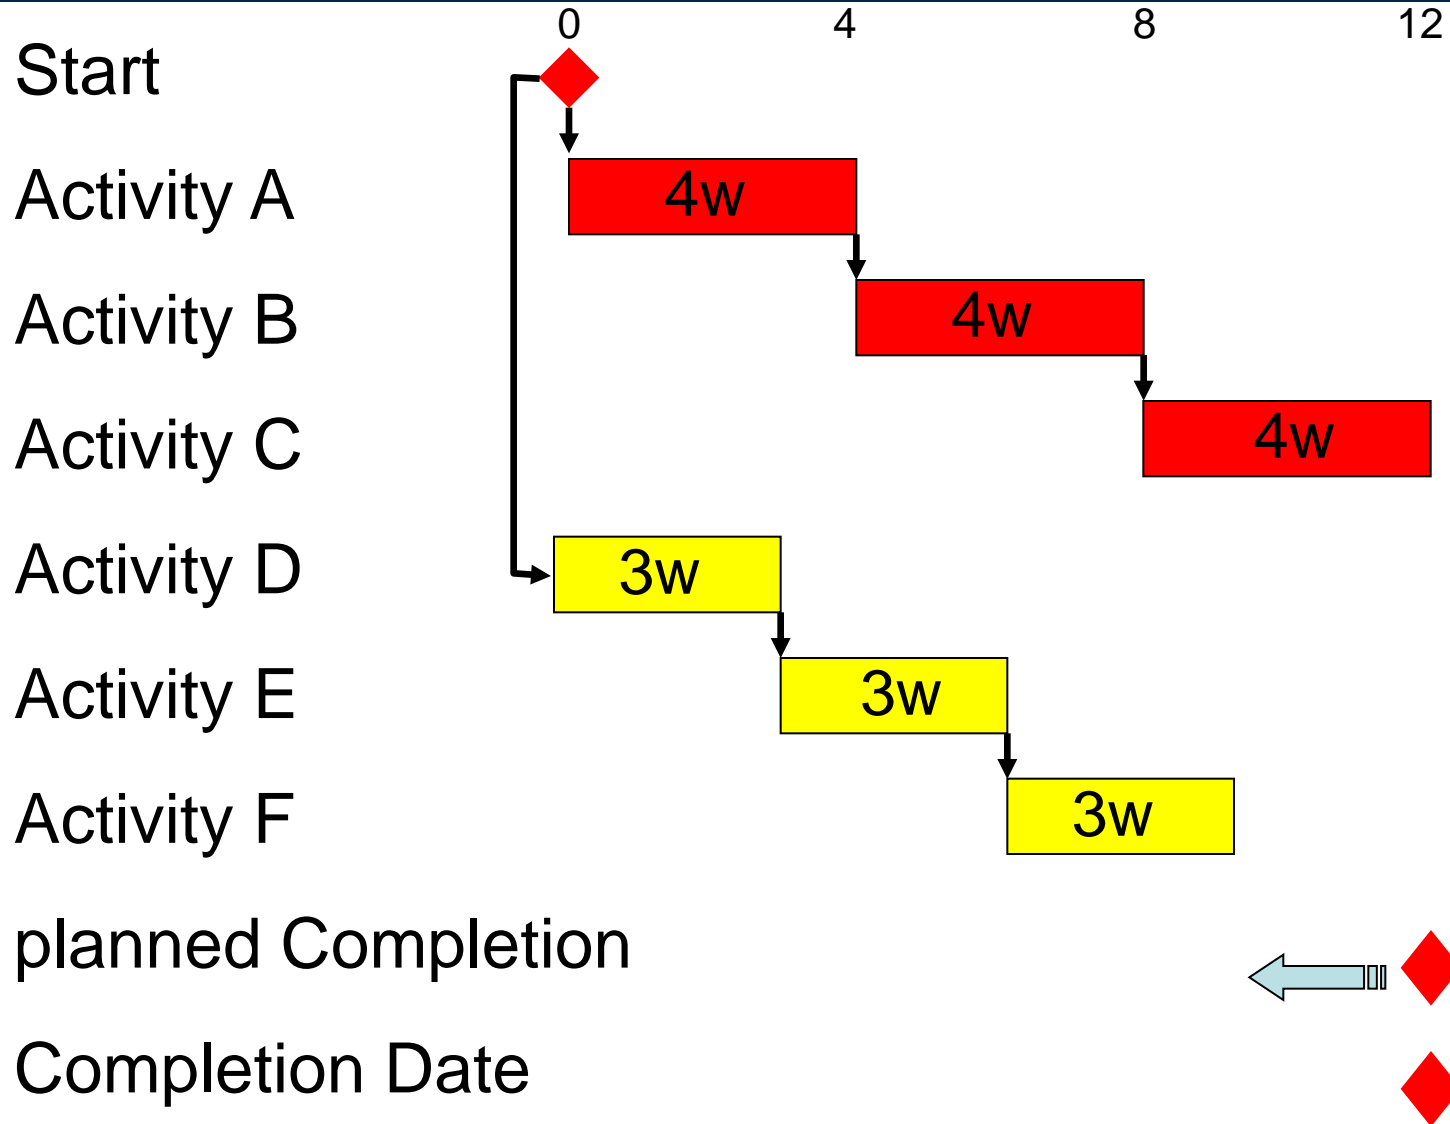 0 4 8 12
Start
Activity A 4w
Activity B 4w
Activity C 4w
Activity D 3w
Activity E 3w
Activity F 3w
planned Completion
Completion Date